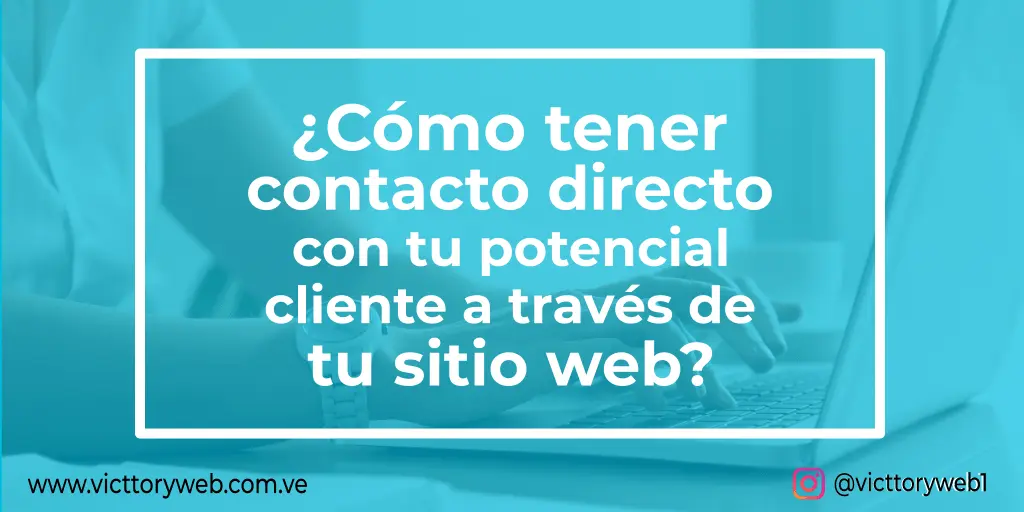 ¿Cómo tener
contacto directo
con tu potencial
cliente a través de
tu sitio web?
www.victtoryweb.com.ve
@victtoryweb1